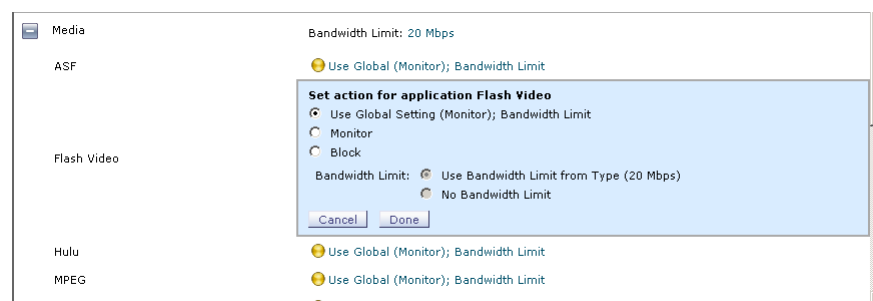 Media
Bandwidth Limit: 20 Mbps
ASF
Use Global (Monitor); Bandwidth Limit
Set action for application Flash Video
Use Global Setting (Monitor); Bandwidth Limit
Monitor
Block
Flash Video
Bandwidth Limit: Use Bandwidth Limit from Type (20 Mbps)
No Bandwidth Limit
Cancel Done
Hulu
Use Global (Monitor); Bandwidth Limit
MPEG
Use Global (Monitor); Bandwidth Limit